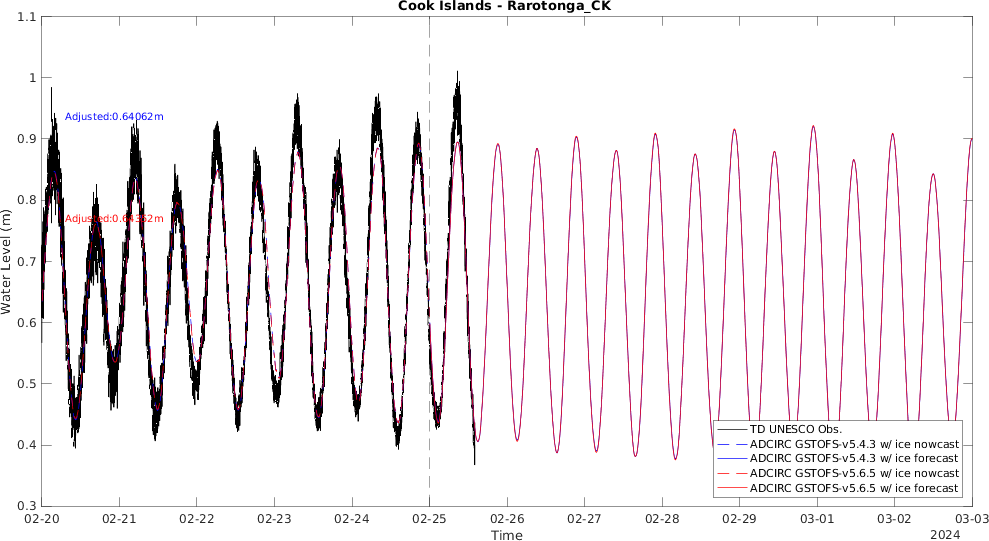 Cook Islands - Rarotonga_CK
1.1
1
0.9
0.8
0.7
0.6
0.5
0.4
0.3
Water Level (m)
Adjusted:0.64062m
Adjusted:0.64352m
TD UNESCO Obs.
ADCIRC GSTOFS-v5.4.3 w/ ice nowcast
ADCIRC GSTOFS-v5.4.3 w/ ice forecast
ADCIRC GSTOFS-v5.6.5 w/ ice nowcast
ADCIRC GSTOFS-v5.6.5 w/ ice forecast
02-20 02-21 02-22 02-23 02-24 02-25 02-26 02-27 02-28 02-29 03-01 03-02 03-03
Time
2024